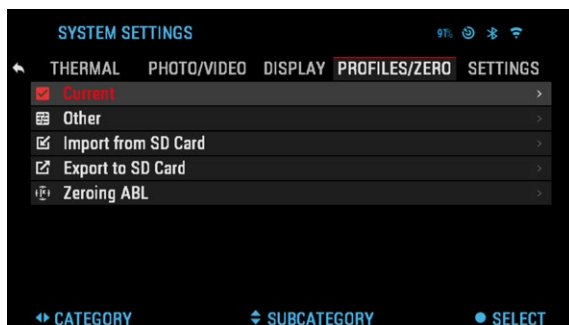 SYSTEM SETTINGS 91%
THERMAL PHOTO/VIDEO DISPLAY PROFILES/ZERO SETTINGS
Current
Other
Import from SD Card
Export to SD Card
Zeroing ABL
CATEGORY SUBCATEGORY SELECT